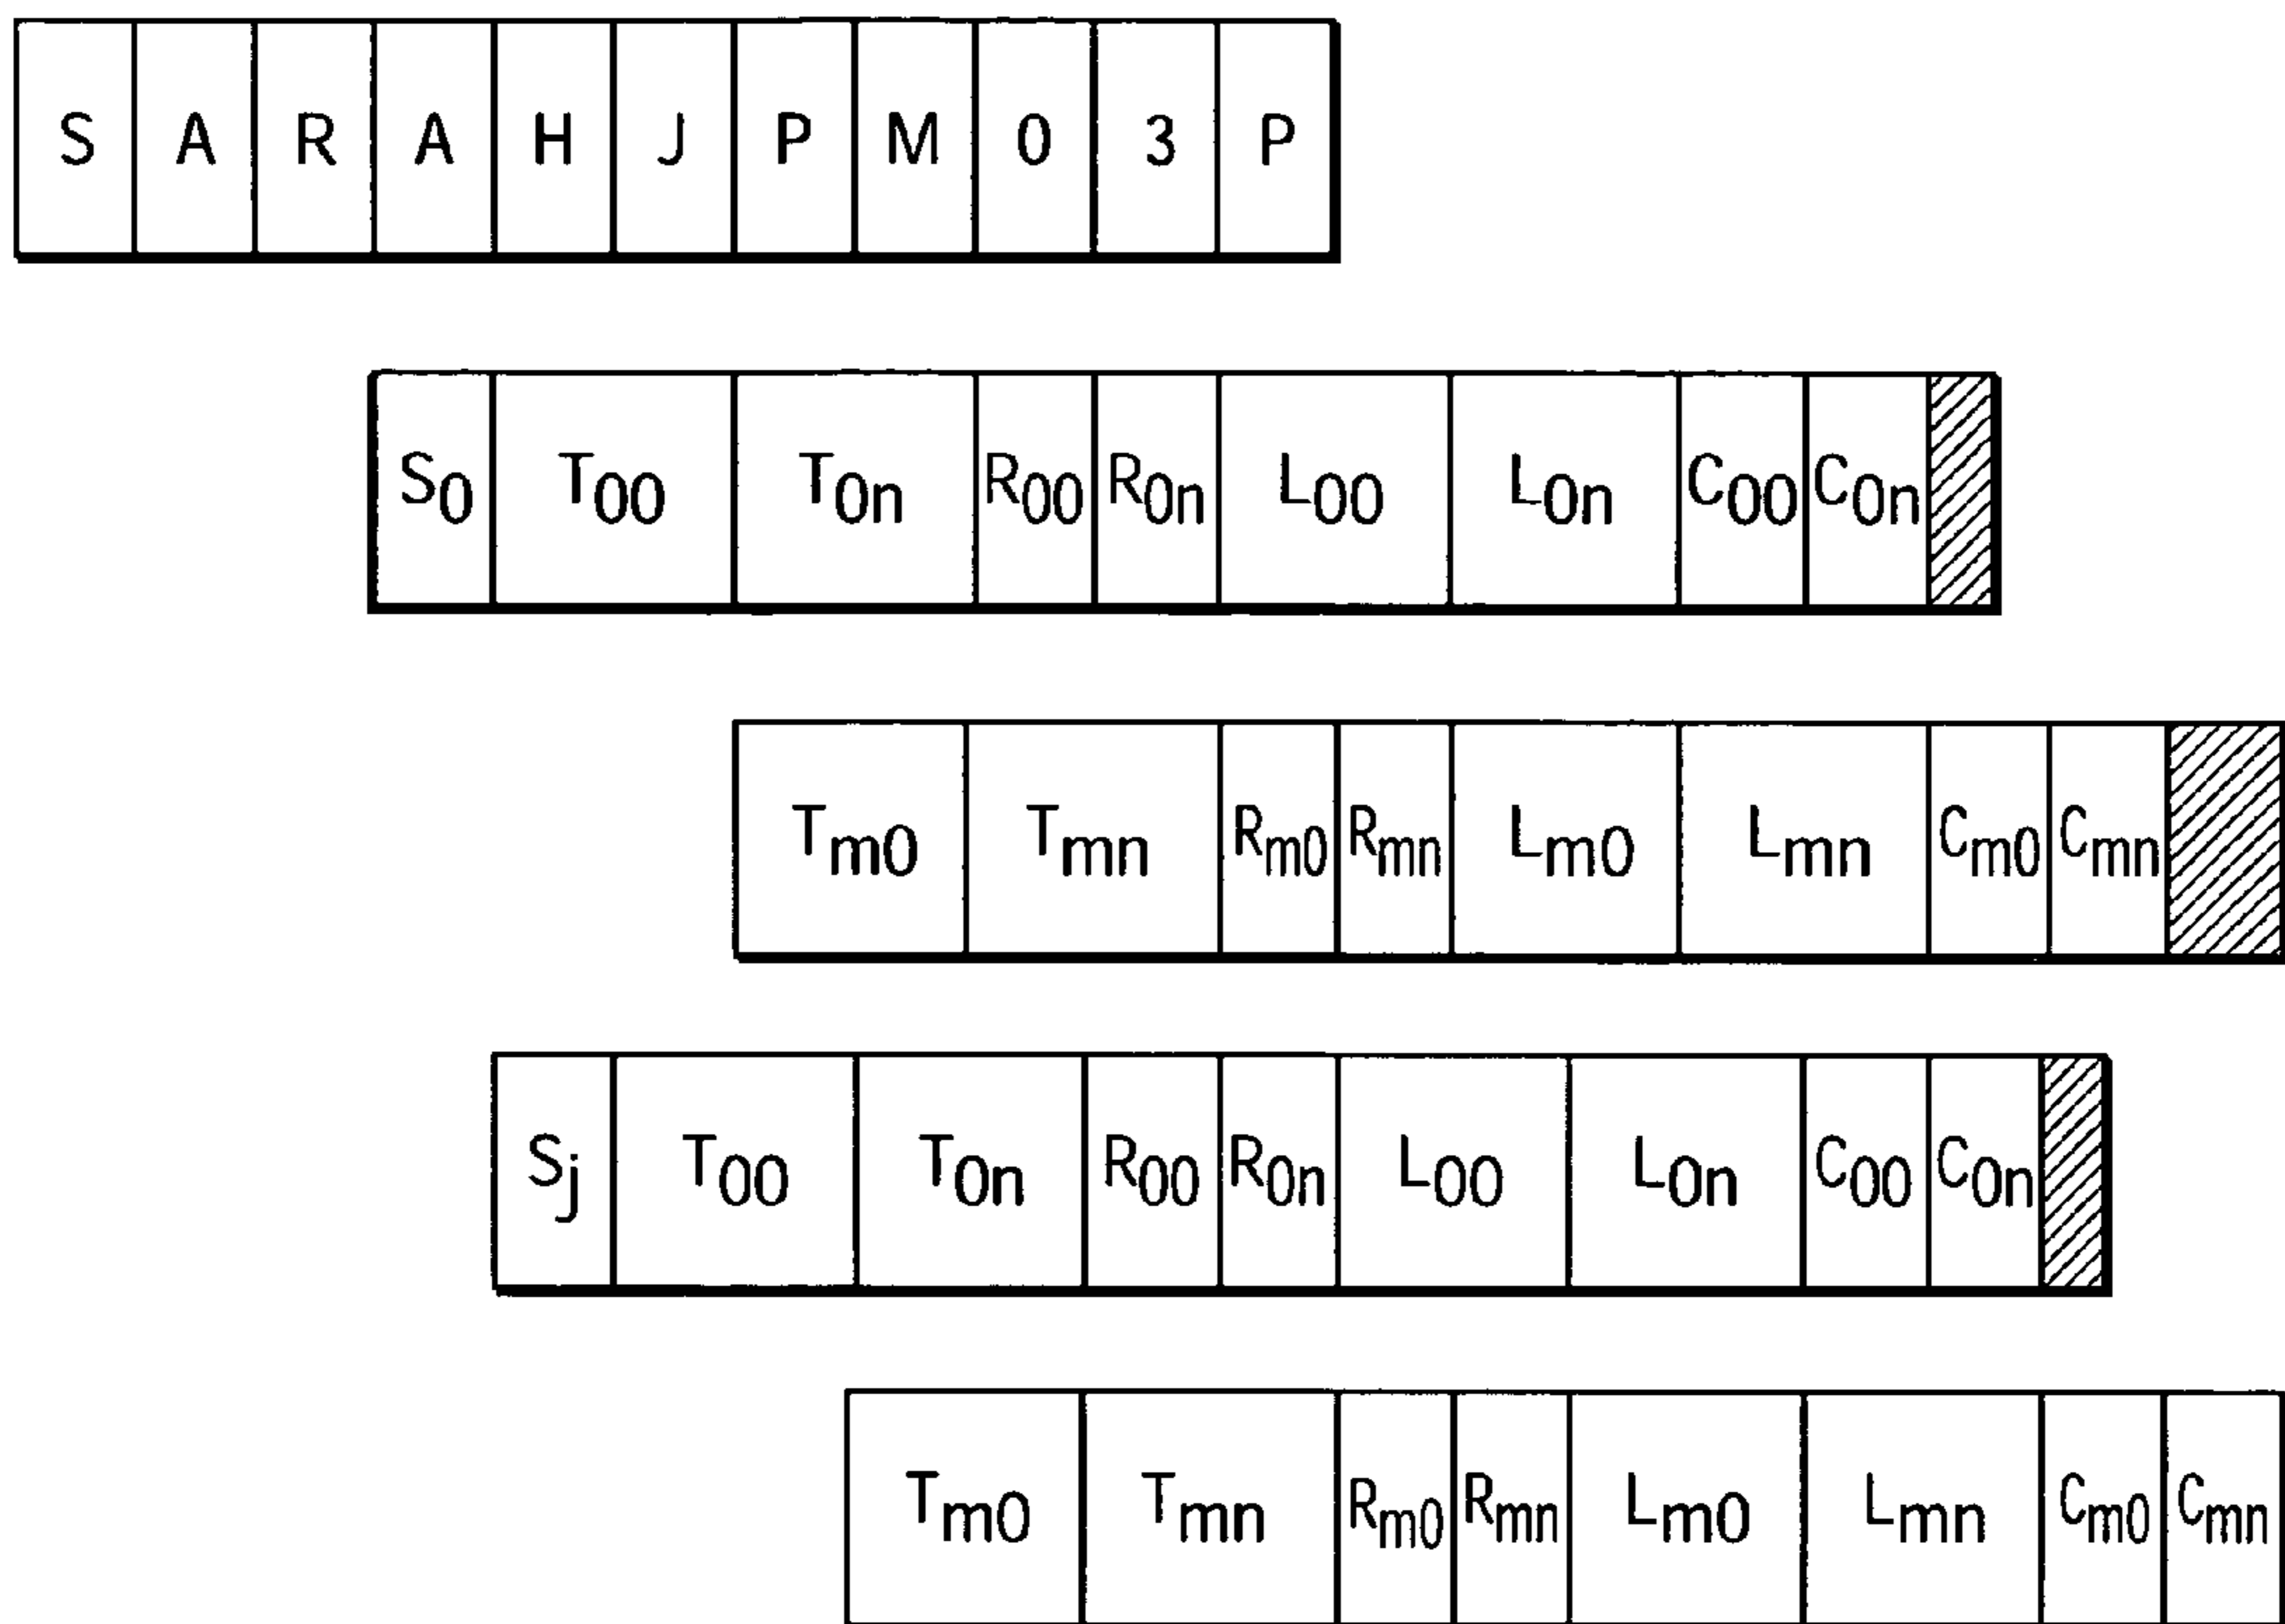 S A R A H J P M 0 3 P
S0 T00 T0n R00 R0n L00 L0n C00 C0n
Tm0 Tmn Rm0 Rmn Lm0 Lmn Cm0 Cmn
Sj T00 T0n R00 R0n L00 L0n C00 C0n
Tm0 Tmn Rm0 Rmn Lm0 Lmn Cm0 Cmn